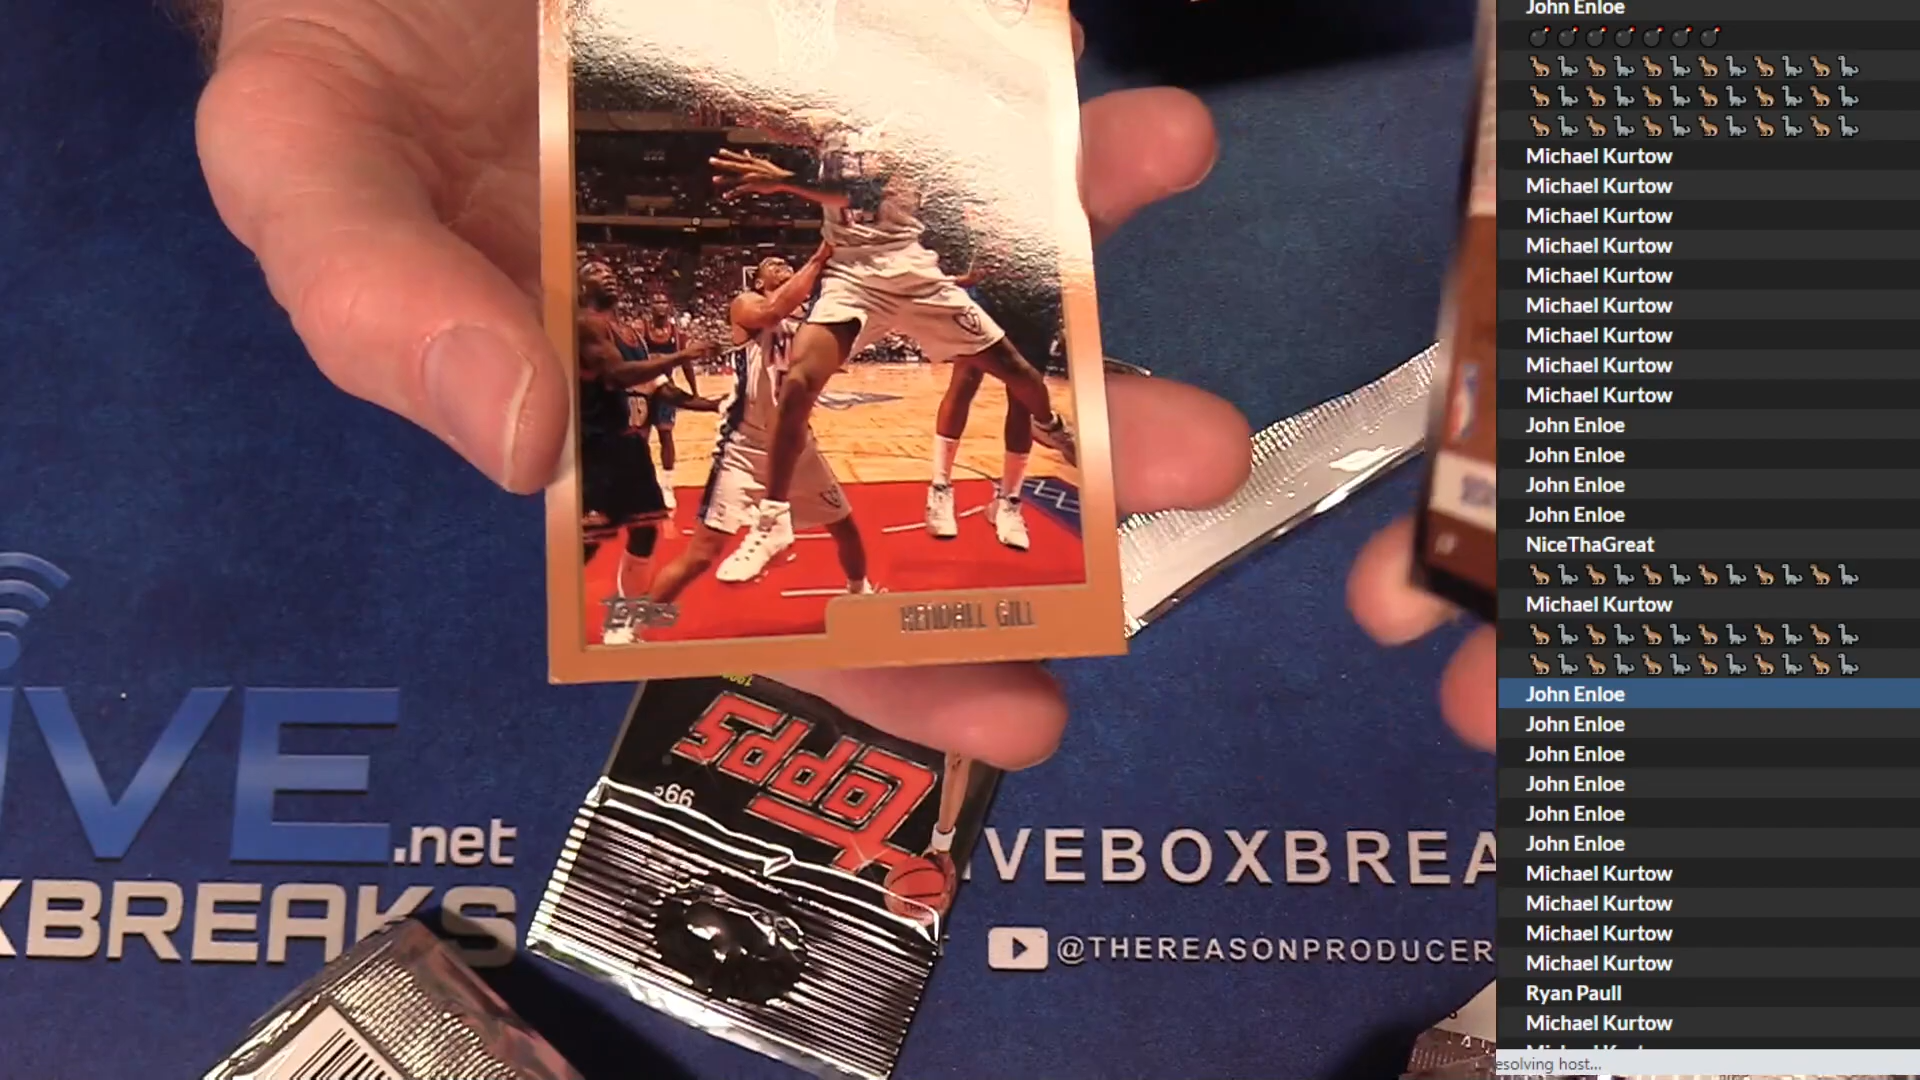 TOPPS
KENDALL GILL
Topps
IVE
.net
XBREAKS
IVEBOXBREA
@THEREASONPRODUCER
John Enloe
Michael Kurtow
Michael Kurtow
Michael Kurtow
Michael Kurtow
Michael Kurtow
Michael Kurtow
Michael Kurtow
Michael Kurtow
Michael Kurtow
John Enloe
John Enloe
John Enloe
John Enloe
NiceThaGreat
Michael Kurtow
John Enloe
John Enloe
John Enloe
John Enloe
John Enloe
John Enloe
Michael Kurtow
Michael Kurtow
Michael Kurtow
Michael Kurtow
Ryan Paull
Michael Kurtow
esolving host...